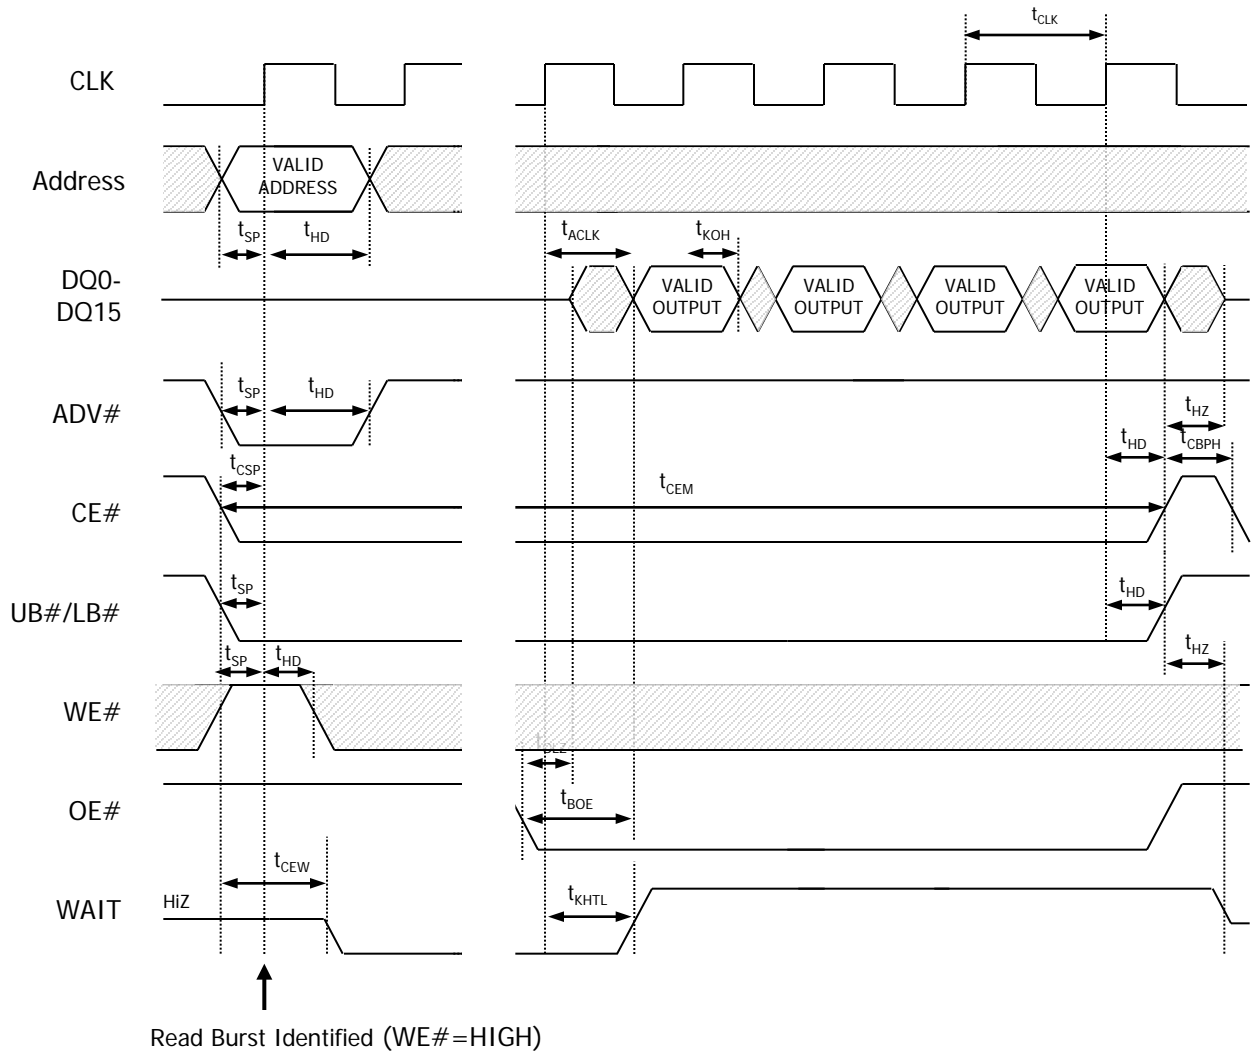 tCLK
CLK
VALID
ADDRESS
Address
tSP tHD tACLK tKOH
DQ0-
DQ15
VALID
OUTPUT
VALID
OUTPUT
VALID
OUTPUT
VALID
OUTPUT
tSP tHD
ADV#
tHZ
tHD tCBPH
tCSP
tCEM
CE#
tSP
tHD
UB#/LB#
tSP tHD
tHZ
WE#
OE#
tBOE
tCEW
HiZ
WAIT
tKHTL
Read Burst Identified (WE#=HIGH)